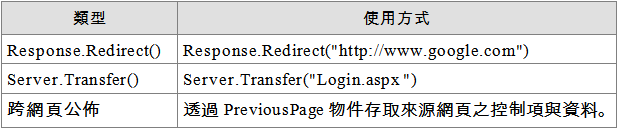 類型 使用方式
Response.Redirect() Response.Redirect("http://www.google.com")
Server.Transfer() Server.Transfer("Login.aspx ")
跨網頁公佈 透過 PreviousPage 物件存取來源網頁之控制項與資料。